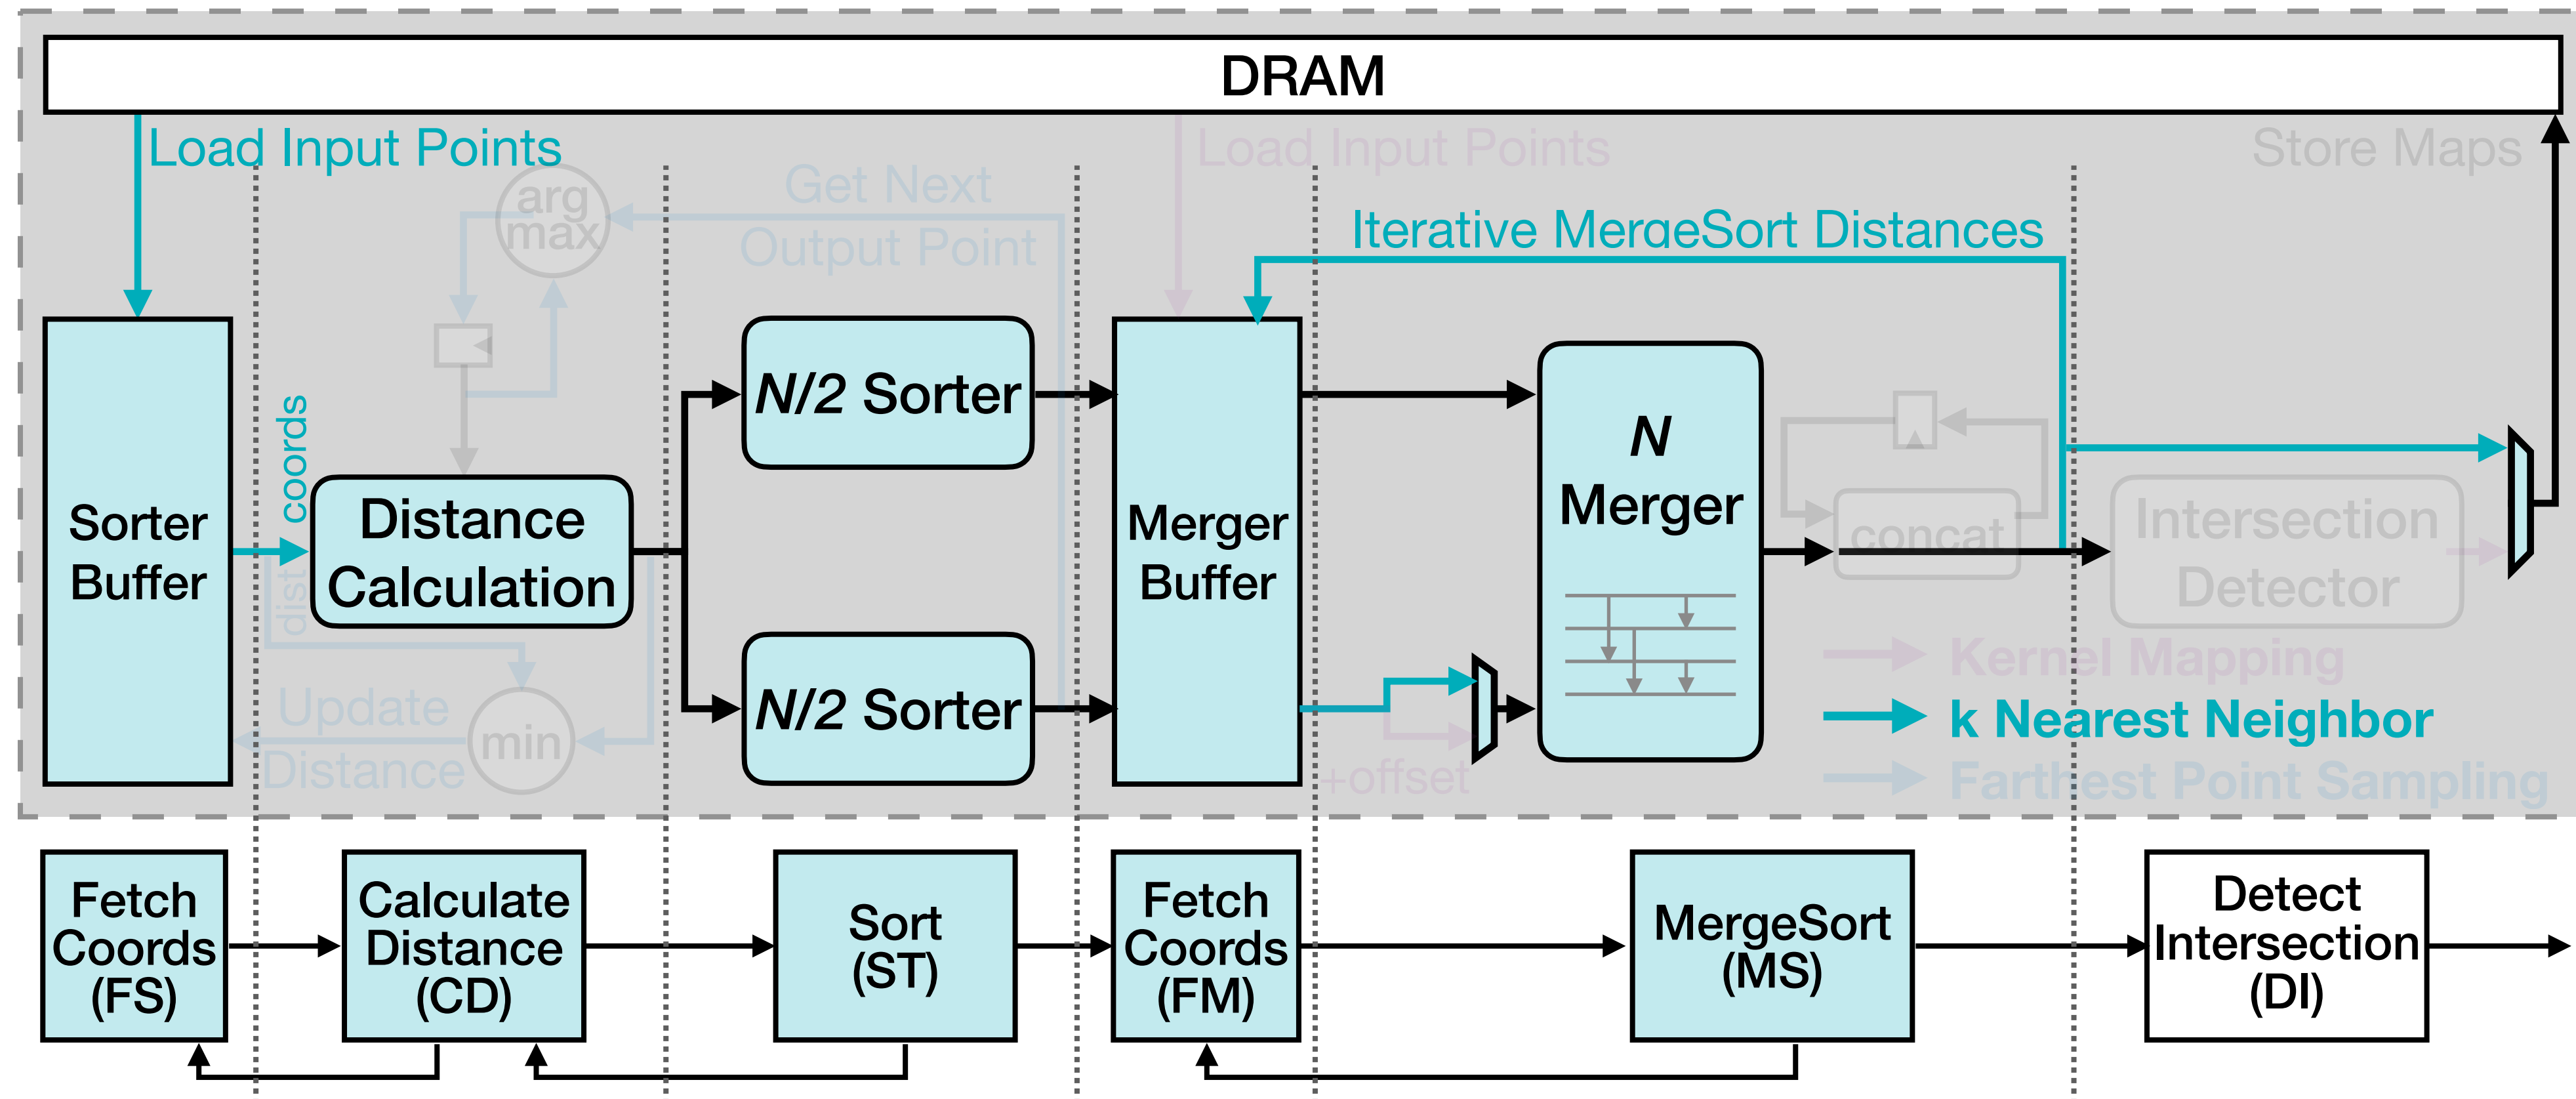 DRAM
Load Input Points
Load Input Points
Store Maps
arg
max
Get Next
Output Point
Iterative MergeSort Distances
coords
dist
Sorter
Buffer
Distance
Calculation
N/2 Sorter
N/2 Sorter
Merger
Buffer
N
Merger
concat
Intersection
Detector
Update
Distance
min
+offset
Kernel Mapping
k Nearest Neighbor
Farthest Point Sampling
Fetch
Coords
(FS)
Calculate
Distance
(CD)
Sort
(ST)
Fetch
Coords
(FM)
MergeSort
(MS)
Detect
Intersection
(DI)